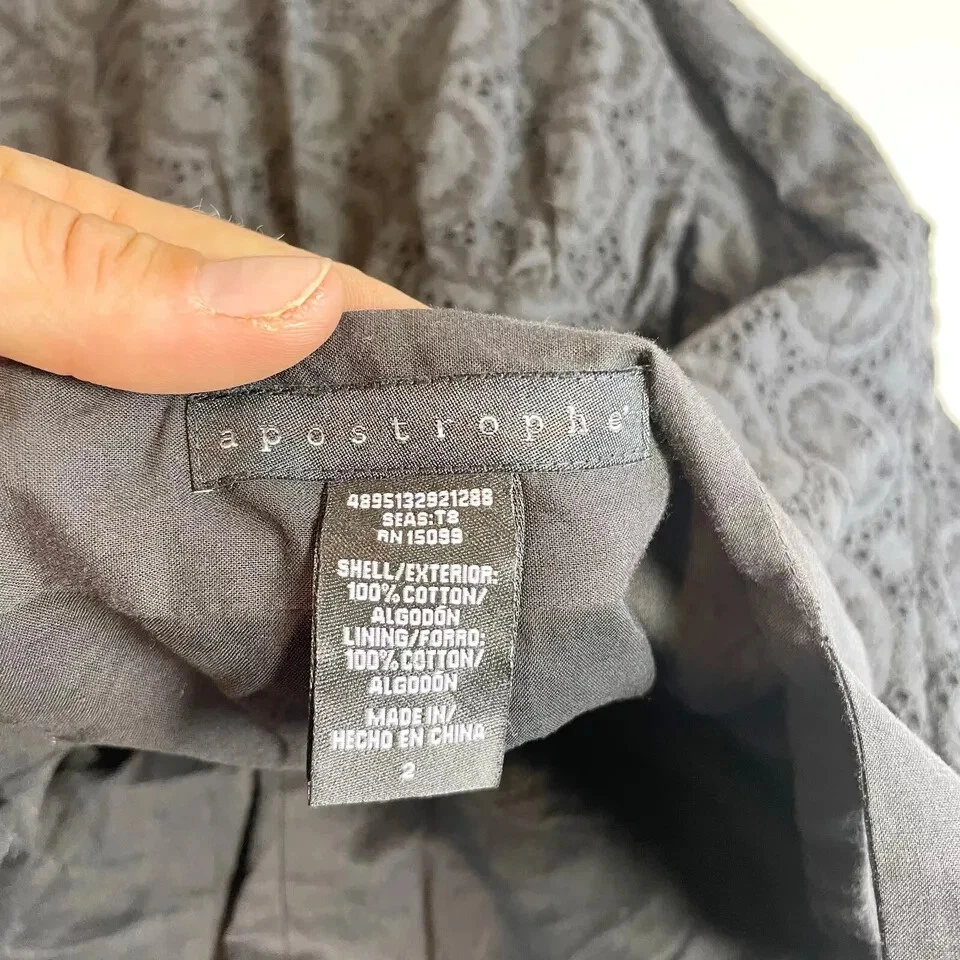 apostrophe'
4895132921288
SEAS:T2
RN 15099
SHELL/EXTERIOR:
100% COTTON/
ALGODÓN
LINING/FORRO:
100% COTTON/
ALGODÓN
MADE IN/
HECHO EN CHINA
2